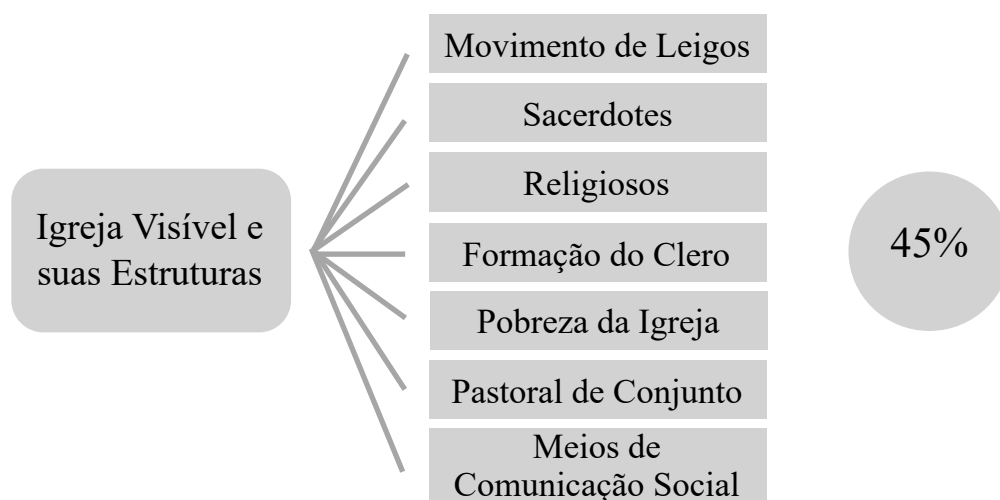 Igreja Visível e
suas Estruturas
Movimento de Leigos
Sacerdotes
Religiosos
Formação do Clero
Pobreza da Igreja
Pastoral de Conjunto
Meios de
Comunicação Social
45%